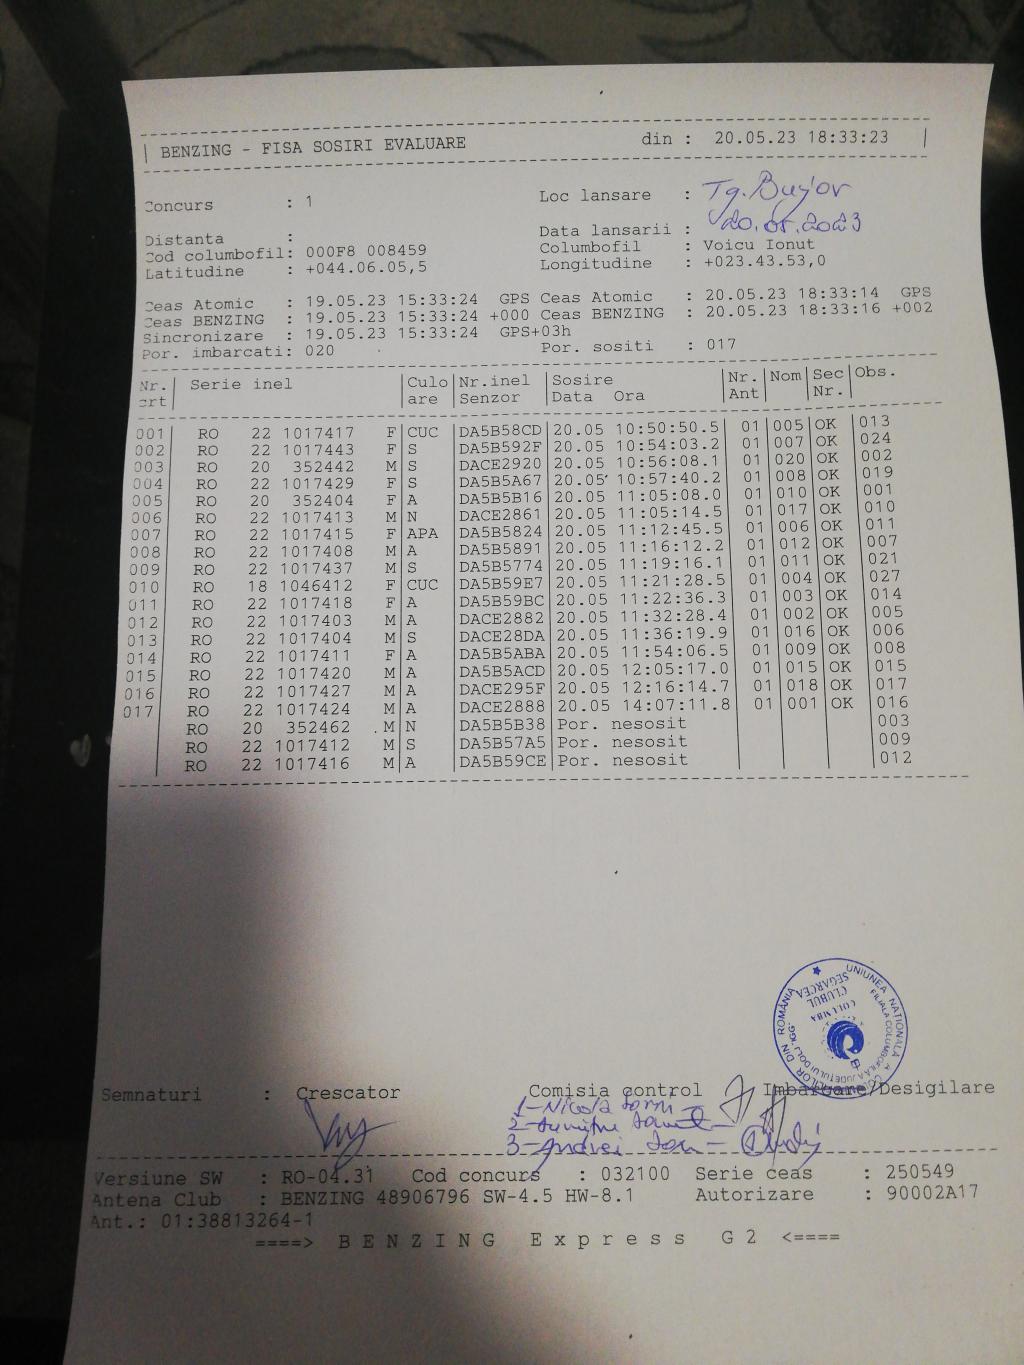 BENZING - FISA SOSIRI EVALUARE din : 20.05.23 18:33:23
Concurs : 1 Loc lansare : Tg. Bujor
Distanta : Data lansarii : 20.05.2023
Cod columbofil: 000F8 008459 Columbofil : Voicu Ionut
Latitudine : +044.06.05,5 Longitudine : +023.43.53,0
Ceas Atomic : 19.05.23 15:33:24 GPS Ceas Atomic : 20.05.23 18:33:14 GPS
Ceas BENZING : 19.05.23 15:33:24 +000 Ceas BENZING : 20.05.23 18:33:16 +002
Sincronizare : 19.05.23 15:33:24 GPS+03h
Por. imbarcati: 020 Por. sositi : 017
Nr. Serie inel Culo Nr.inel Sosire Nr. Nom Sec Obs.
crt are Senzor Data Ora Ant Nr.
001 RO 22 1017417 F CUC DA5B58CD 20.05 10:50:50.5 01 005 OK 013
002 RO 22 1017443 F S DA5B592F 20.05 10:54:03.2 01 007 OK 024
003 RO 20 352442 M S DACE2920 20.05 10:56:08.1 01 020 OK 002
004 RO 22 1017429 F S DA5B5A67 20.05 10:57:40.2 01 008 OK 019
005 RO 20 352404 F A DA5B5B16 20.05 11:05:08.0 01 010 OK 001
006 RO 22 1017413 M N DACE2861 20.05 11:05:14.5 01 017 OK 010
007 RO 22 1017415 F APA DA5B5824 20.05 11:12:45.5 01 006 OK 011
008 RO 22 1017408 M A DA5B5891 20.05 11:16:12.2 01 012 OK 007
009 RO 22 1017437 M S DA5B5774 20.05 11:19:16.1 01 011 OK 021
010 RO 18 1046412 F CUC DA5B59E7 20.05 11:21:28.5 01 004 OK 027
011 RO 22 1017418 F A DA5B59BC 20.05 11:22:36.3 01 003 OK 014
012 RO 22 1017403 M A DACE2882 20.05 11:32:28.4 01 002 OK 005
013 RO 22 1017404 M S DACE28DA 20.05 11:36:19.9 01 016 OK 006
014 RO 22 1017411 F A DA5B5ABA 20.05 11:54:06.5 01 009 OK 008
015 RO 22 1017420 M A DA5B5ACD 20.05 12:05:17.0 01 015 OK 015
016 RO 22 1017427 M A DACE295F 20.05 12:16:14.7 01 018 OK 017
017 RO 22 1017424 M A DACE2888 20.05 14:07:11.8 01 001 OK 016
RO 20 352462 M N DA5B5B38 Por. nesosit 003
RO 22 1017412 M S DA5B57A5 Por. nesosit 009
RO 22 1017416 M A DA5B59CE Por. nesosit 012
UNIUNEA NATIONALA A DIN ROMÂNIA
FILIALA COLUMBOFILA A JUDETULUI DOLJ
COLUMBA
CLUBUL
SEGARCEA
Semnaturi : Crescator Comisia control Imbarcare/Desigilare
1-Nicola
2-Dumitru
3-Andrei Ion
Versiune SW : RO-04.31 Cod concurs : 032100 Serie ceas : 250549
Antena Club : BENZING 48906796 SW-4.5 HW-8.1 Autorizare : 90002A17
Ant.: 01:38813264-1
====> BENZING Express G2 <====